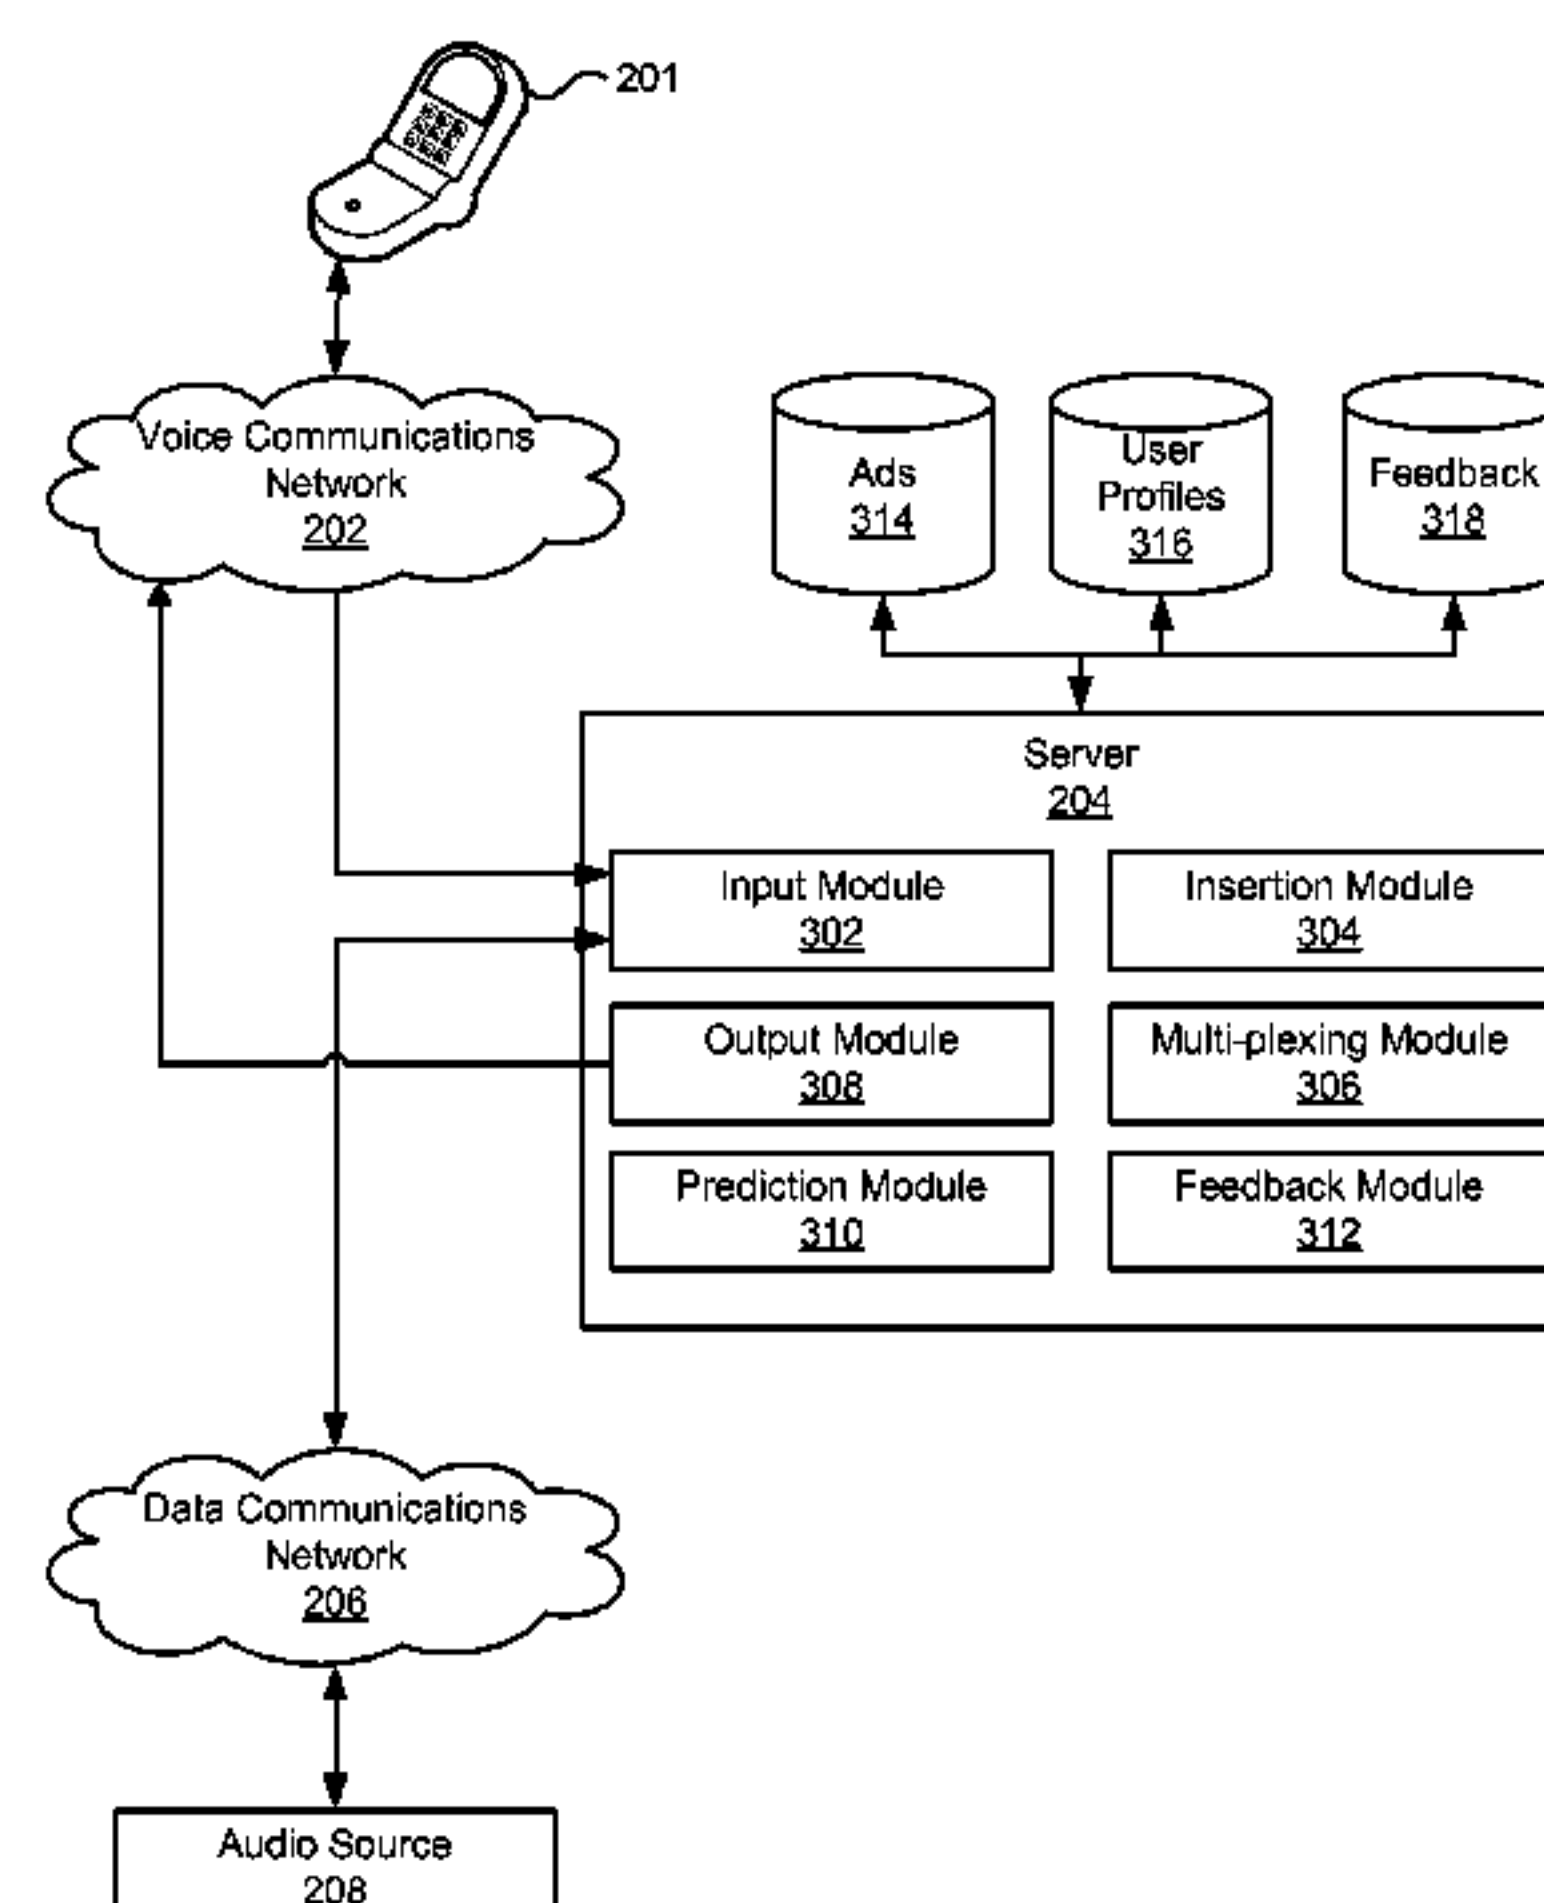 201
Voice Communications
Network
202
Ads
314
User
Profiles
316
Feedback
318
Server
204
Input Module
302
Insertion Module
304
Output Module
308
Multi-plexing Module
306
Prediction Module
310
Feedback Module
312
Data Communications
Network
206
Audio Source
208